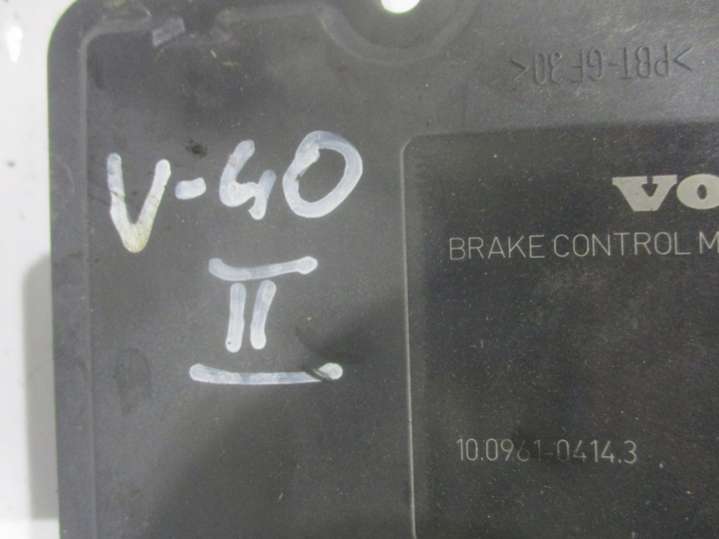 >PBT-GF30<
V-40
II
VO
BRAKE CONTROL M
10.0961-0414.3